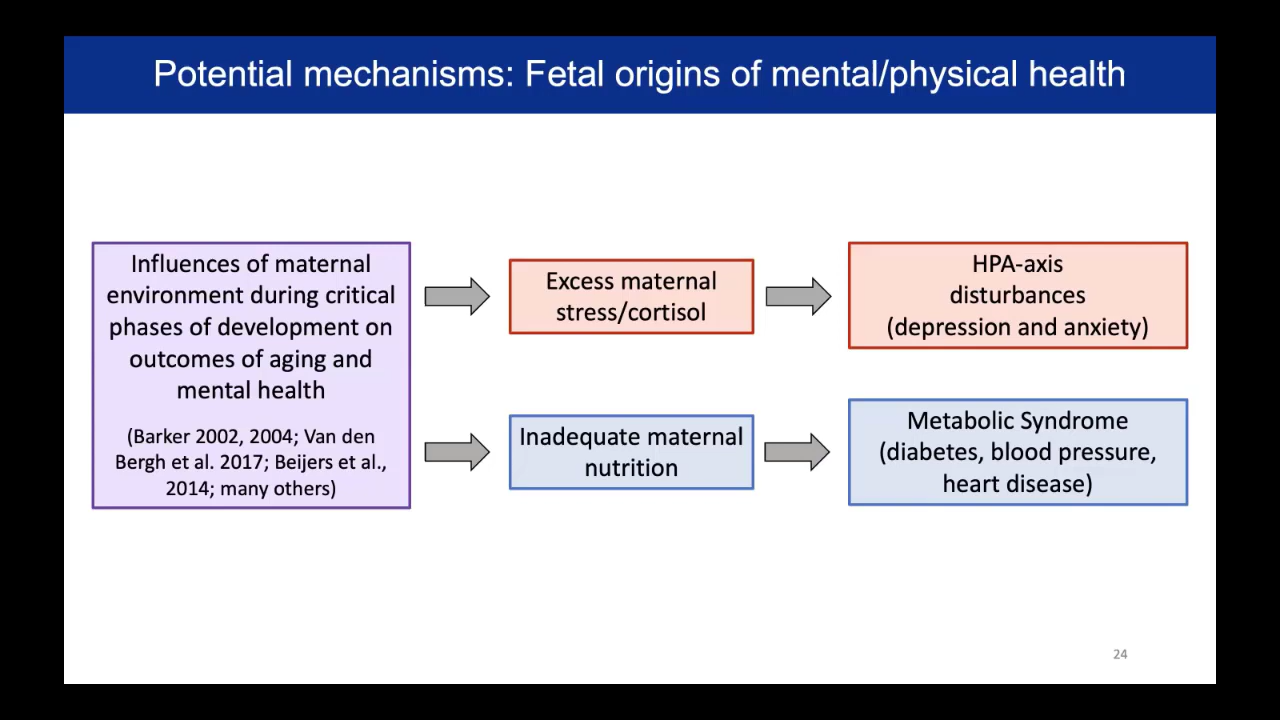 Potential mechanisms: Fetal origins of mental/physical health
Influences of maternal
environment during critical
phases of development on
outcomes of aging and
mental health
(Barker 2002, 2004; Van den
Bergh et al. 2017; Beijers et al.,
2014; many others)
Excess maternal
stress/cortisol
HPA-axis
disturbances
(depression and anxiety)
Inadequate maternal
nutrition
Metabolic Syndrome
(diabetes, blood pressure,
heart disease)
24